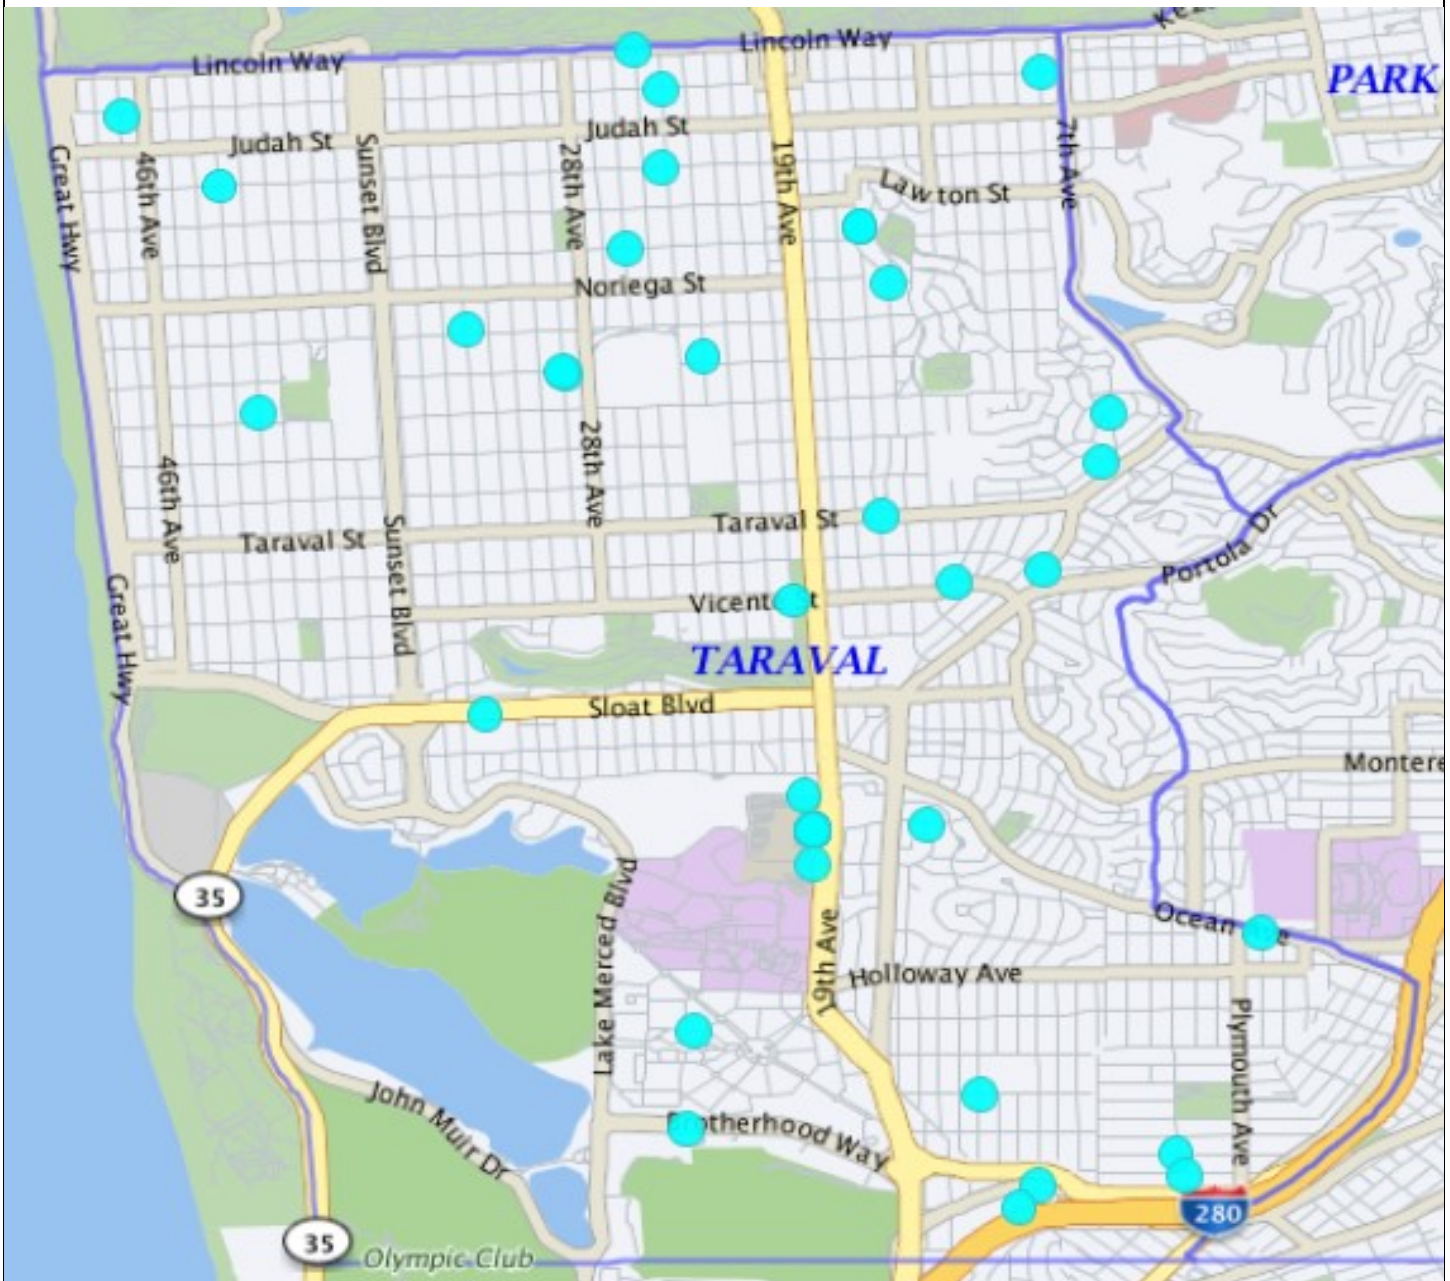 Kez
Lincoln Way
Lincoln Way
PARK
Judah St
Judah St
Great Hwy
46th Ave
Sunset Blvd
28th Ave
19th Ave
7th Ave
Lawton St
Noriega St
46th Ave
28th Ave
Sunset Blvd
Taraval St
Taraval St
Portola Dr
Great Hwy
TARAVAL
Sloat Blvd
Montere
35
Lake Merced Blvd
19th Ave
Ocean
Holloway Ave
Plymouth Ave
John Muir Dr
Brotherhood Way
280
35
Olympic Club